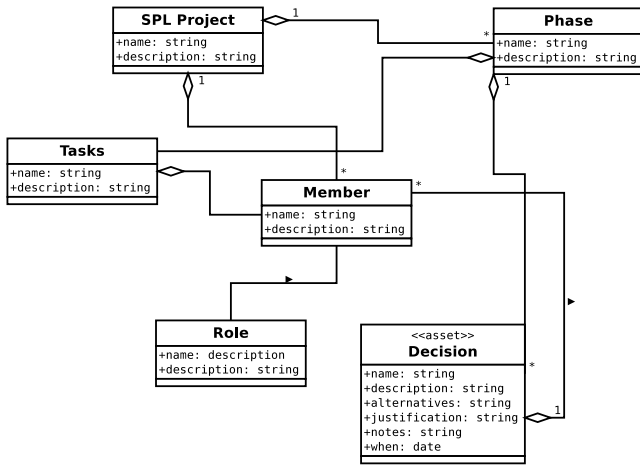 SPL Project
+name: string
+description: string
1
*
Phase
+name: string
+description: string
1
1
Tasks
+name: string
+description: string
*
Member
+name: string
+description: string
*
Role
+name: description
+description: string
<<asset>>
Decision
+name: string
+description: string
+alternatives: string
+justification: string
+notes: string
+when: date
*
1